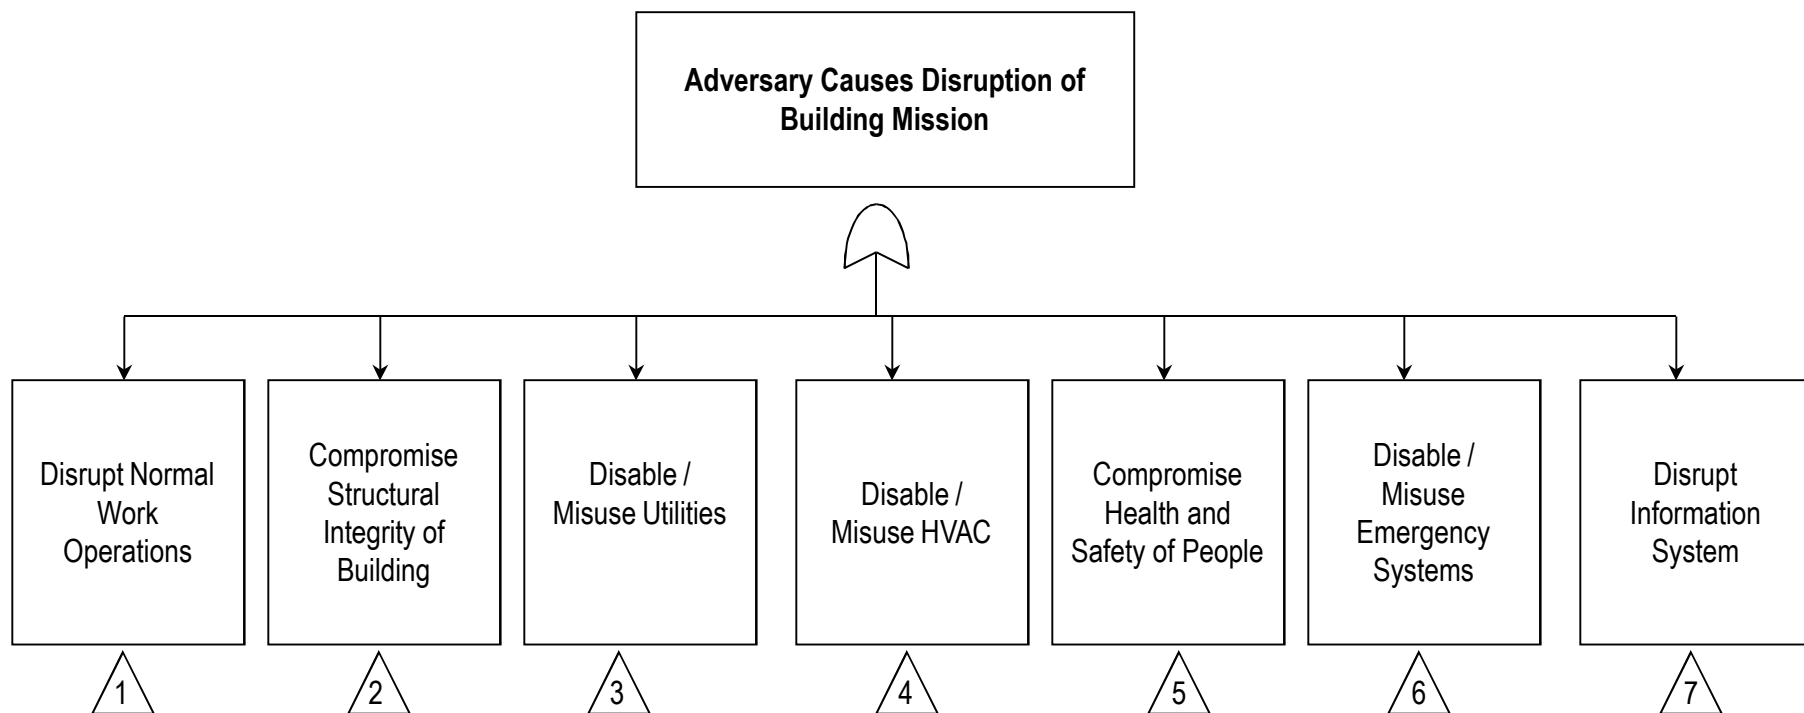 Adversary Causes Disruption of
Building Mission
Disrupt Normal
Work
Operations
Compromise
Structural
Integrity of
Building
Disable /
Misuse Utilities
Disable /
Misuse HVAC
Compromise
Health and
Safety of People
Disable /
Misuse
Emergency
Systems
Disrupt
Information
System
1
2
3
4
5
6
7